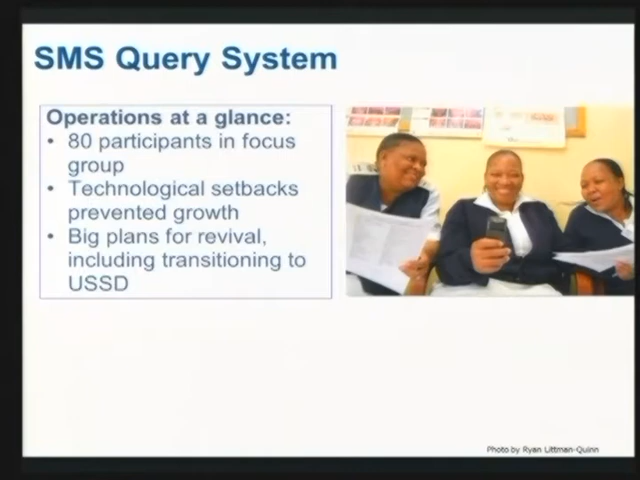 SMS Query System
Operations at a glance:
• 80 participants in focus
group
• Technological setbacks
prevented growth
• Big plans for revival,
including transitioning to
USSD
Photo by Ryan Littman-Quinn